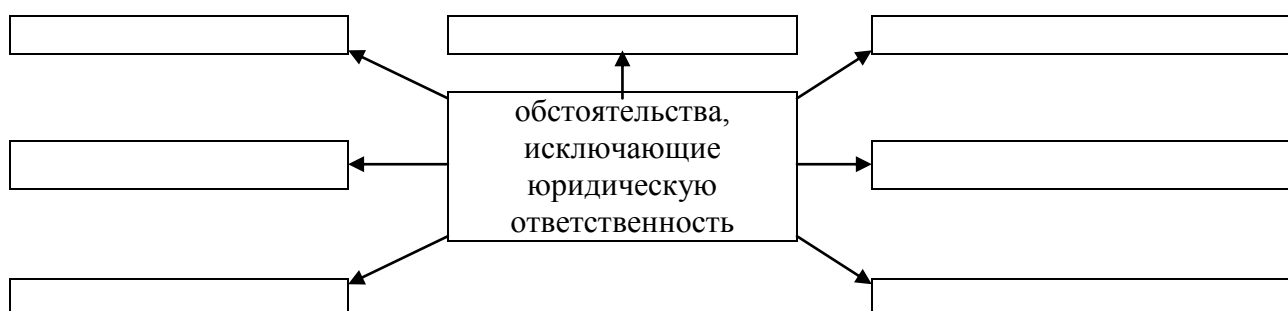 обстоятельства,
исключающие
юридическую
ответственность